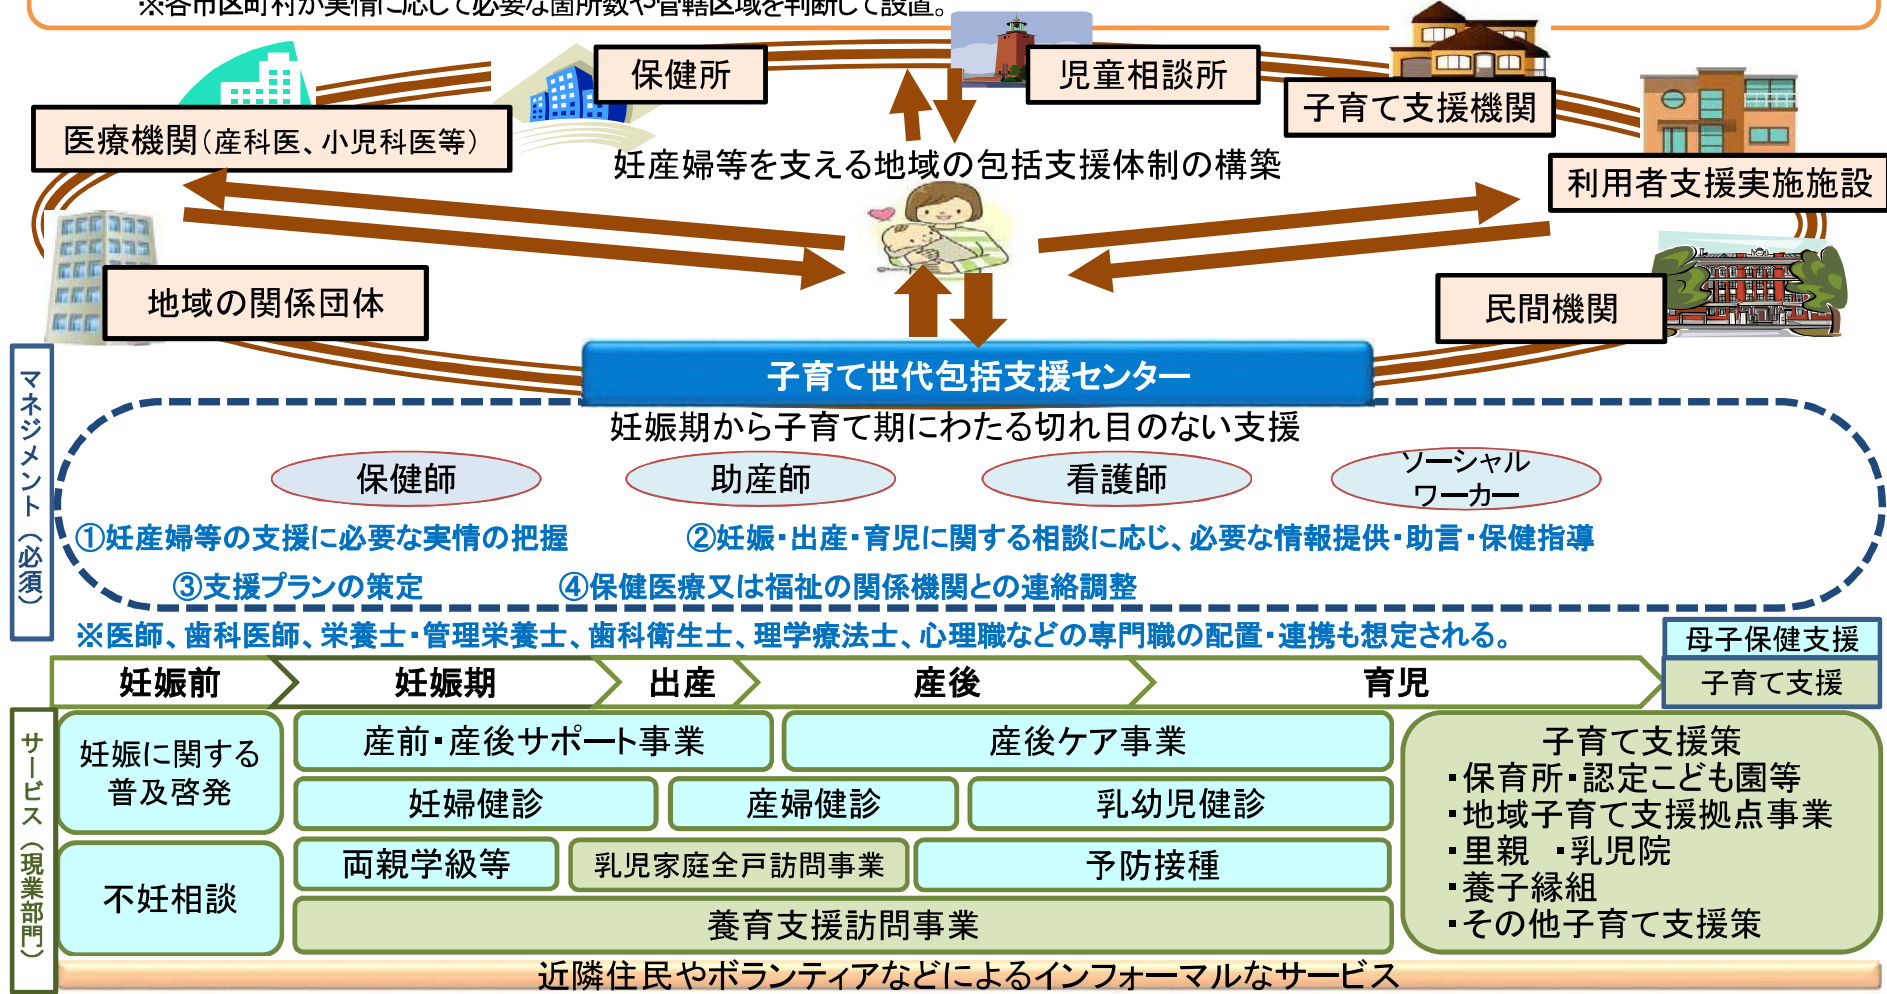 ※各市区町村が実情に応じて必要な箇所数や管轄区域を判断して設置。
保健所
児童相談所
子育て支援機関
医療機関(産科医、小児科医等)
妊産婦等を支える地域の包括支援体制の構築
利用者支援実施施設
地域の関係団体
民間機関
子育て世代包括支援センター
マネジメント(必須)
妊娠期から子育て期にわたる切れ目のない支援
保健師
助産師
看護師
ソーシャル
ワーカー
①妊産婦等の支援に必要な実情の把握
②妊娠・出産・育児に関する相談に応じ、必要な情報提供・助言・保健指導
③支援プランの策定
④保健医療又は福祉の関係機関との連絡調整
※医師、歯科医師、栄養士・管理栄養士、歯科衛生士、理学療法士、心理職などの専門職の配置・連携も想定される。
母子保健支援
子育て支援
妊娠前
妊娠期
出産
産後
育児
サービス(現業部門)
妊娠に関する
普及啓発
産前・産後サポート事業
産後ケア事業
妊婦健診
産婦健診
乳幼児健診
不妊相談
両親学級等
乳児家庭全戸訪問事業
予防接種
養育支援訪問事業
子育て支援策
・保育所・認定こども園等
・地域子育て支援拠点事業
・里親 ・乳児院
・養子縁組
・その他子育て支援策
近隣住民やボランティアなどによるインフォーマルなサービス